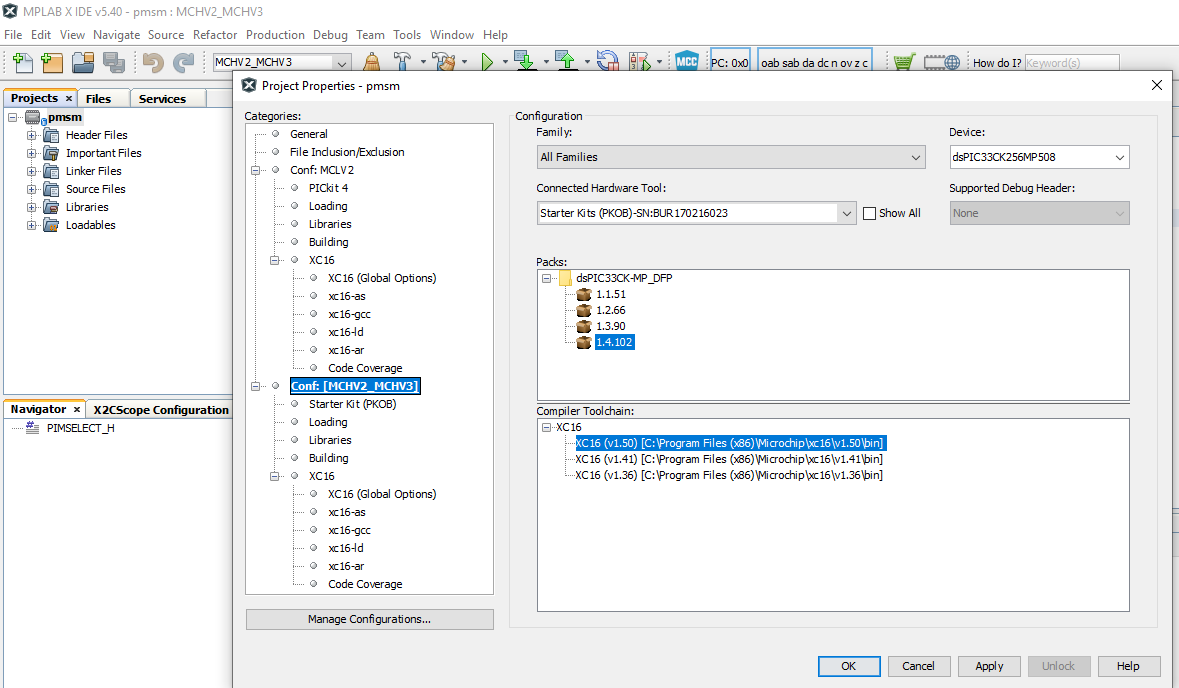 MPLAB X IDE v5.40 - pmsm : MCHV2_MCHV3
File Edit View Navigate Source Refactor Production Debug Team Tools Window Help
MCHV2_MCHV3
MCC
PC: 0x0
oab sab da dc n ov z c
How do I?
Keyword(s)
Projects ×
Files
Services
pmsm
Header Files
Important Files
Linker Files
Source Files
Libraries
Loadables
Navigator ×
X2CScope Configuration
PIMSELECT_H
Project Properties - pmsm
Categories:
General
File Inclusion/Exclusion
Conf: MCLV2
PICkit 4
Loading
Libraries
Building
XC16
XC16 (Global Options)
xc16-as
xc16-gcc
xc16-ld
xc16-ar
Code Coverage
Conf: [MCHV2_MCHV3]
Starter Kit (PKOB)
Loading
Libraries
Building
XC16
XC16 (Global Options)
xc16-as
xc16-gcc
xc16-ld
xc16-ar
Code Coverage
Manage Configurations...
Configuration
Family:
All Families
Device:
dsPIC33CK256MP508
Connected Hardware Tool:
Starter Kits (PKOB)-SN:BUR170216023
Show All
Supported Debug Header:
None
Packs:
dsPIC33CK-MP_DFP
1.1.51
1.2.66
1.3.90
1.4.102
Compiler Toolchain:
XC16
XC16 (v1.50) [C:\Program Files (x86)\Microchip\xc16\v1.50\bin]
XC16 (v1.41) [C:\Program Files (x86)\Microchip\xc16\v1.41\bin]
XC16 (v1.36) [C:\Program Files (x86)\Microchip\xc16\v1.36\bin]
OK
Cancel
Apply
Unlock
Help